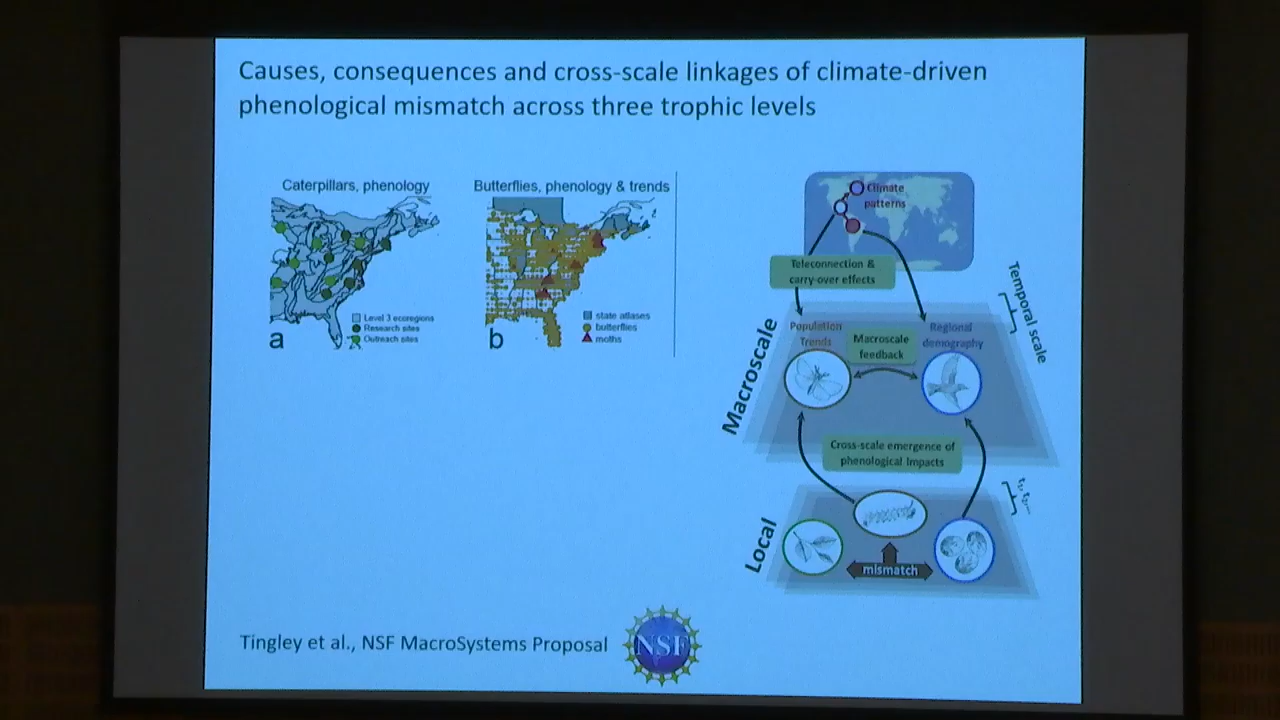 Causes, consequences and cross-scale linkages of climate-driven
phenological mismatch across three trophic levels
Caterpillars, phenology
Level 3 ecoregions
Research sites
Outreach sites
a
Butterflies, phenology & trends
state atlases
butterflies
moths
b
Climate
patterns
Teleconnection &
carry-over effects
Temporal scale
Macroscale
Population
Trends
Macroscale
feedback
Regional
demography
Cross-scale emergence of
phenological Impacts
Local
mismatch
Tingley et al., NSF MacroSystems Proposal
NSF